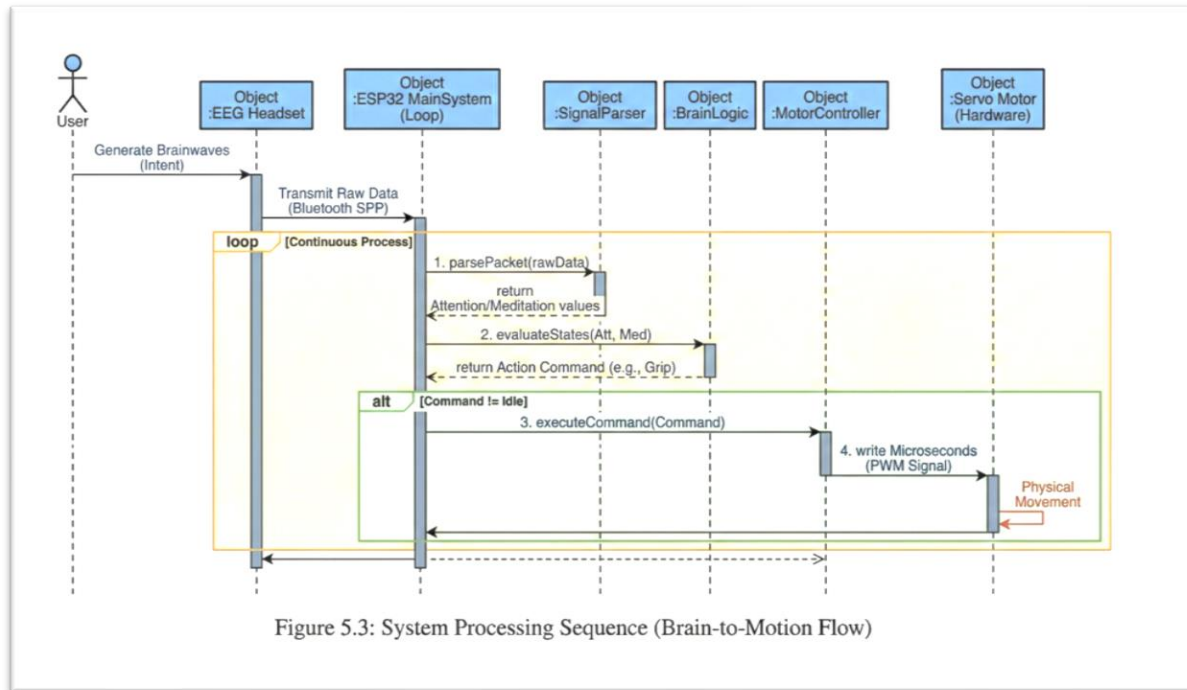 User
Object
:EEG Headset
Object
:ESP32 MainSystem
(Loop)
Object
:SignalParser
Object
:BrainLogic
Object
:MotorController
Object
:Servo Motor
(Hardware)
Generate Brainwaves
(Intent)
Transmit Raw Data
(Bluetooth SPP)
loop [Continuous Process]
1. parsePacket(rawData)
return
Attention/Meditation values
2. evaluateStates(Att, Med)
return Action Command (e.g., Grip)
alt [Command != Idle]
3. executeCommand(Command)
4. write Microseconds
(PWM Signal)
Physical
Movement
Figure 5.3: System Processing Sequence (Brain-to-Motion Flow)